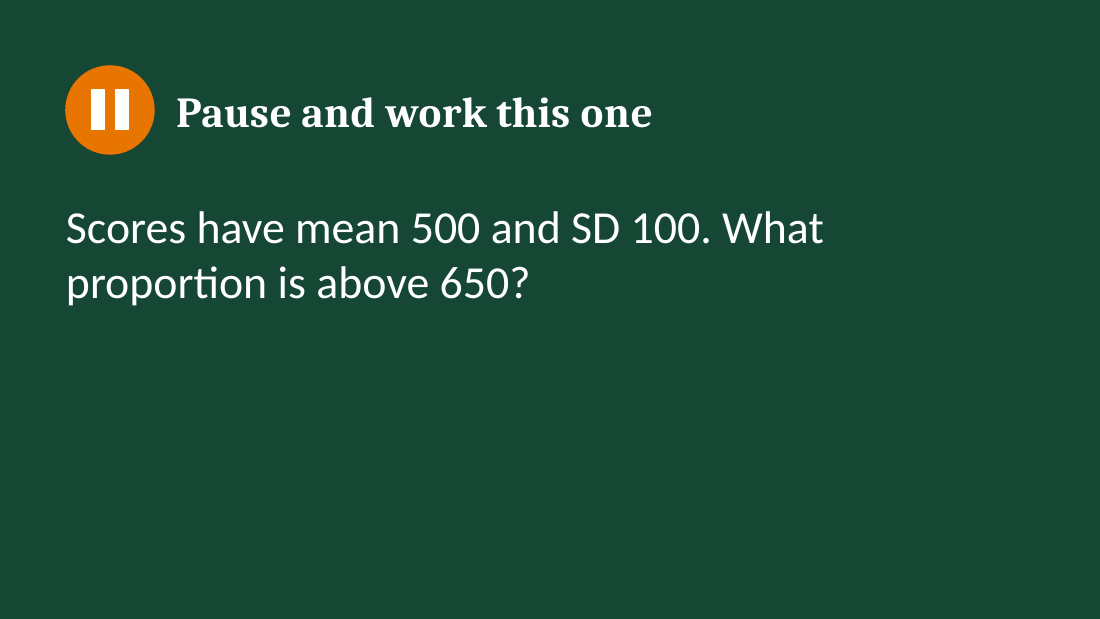 Pause and work this one
Scores have mean 500 and SD 100. What
proportion is above 650?